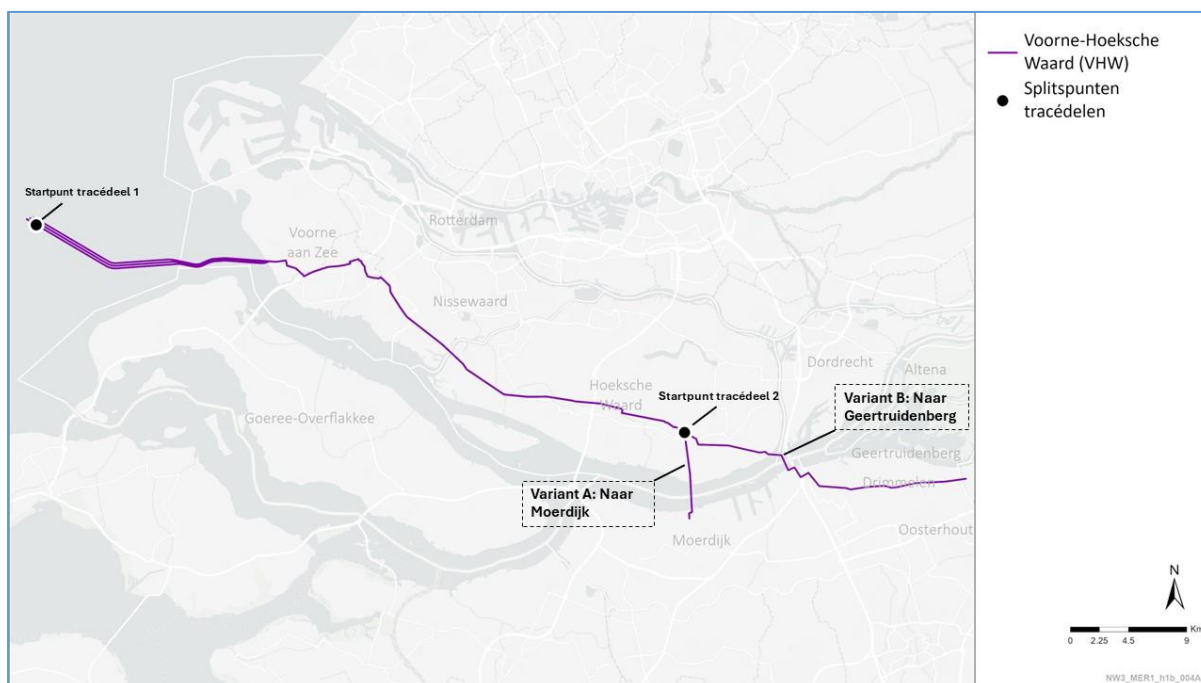 Voorne-Hoeksche
Waard (VHW)
Splitspunten
tracédelen
Startpunt tracédeel 1
Rotterdam
Voorne
aan Zee
Nissewaard
Dordrecht
Altena
Hoeksche
Waard
Startpunt tracédeel 2
Variant B: Naar
Geertruidenberg
Goeree-Overflakkee
Geertruidenberg
Drimmelen
Variant A: Naar
Moerdijk
Moerdijk
Oosterhout
N
Km
0 2.25 4.5 9
NW3_MER1_h1b_004A